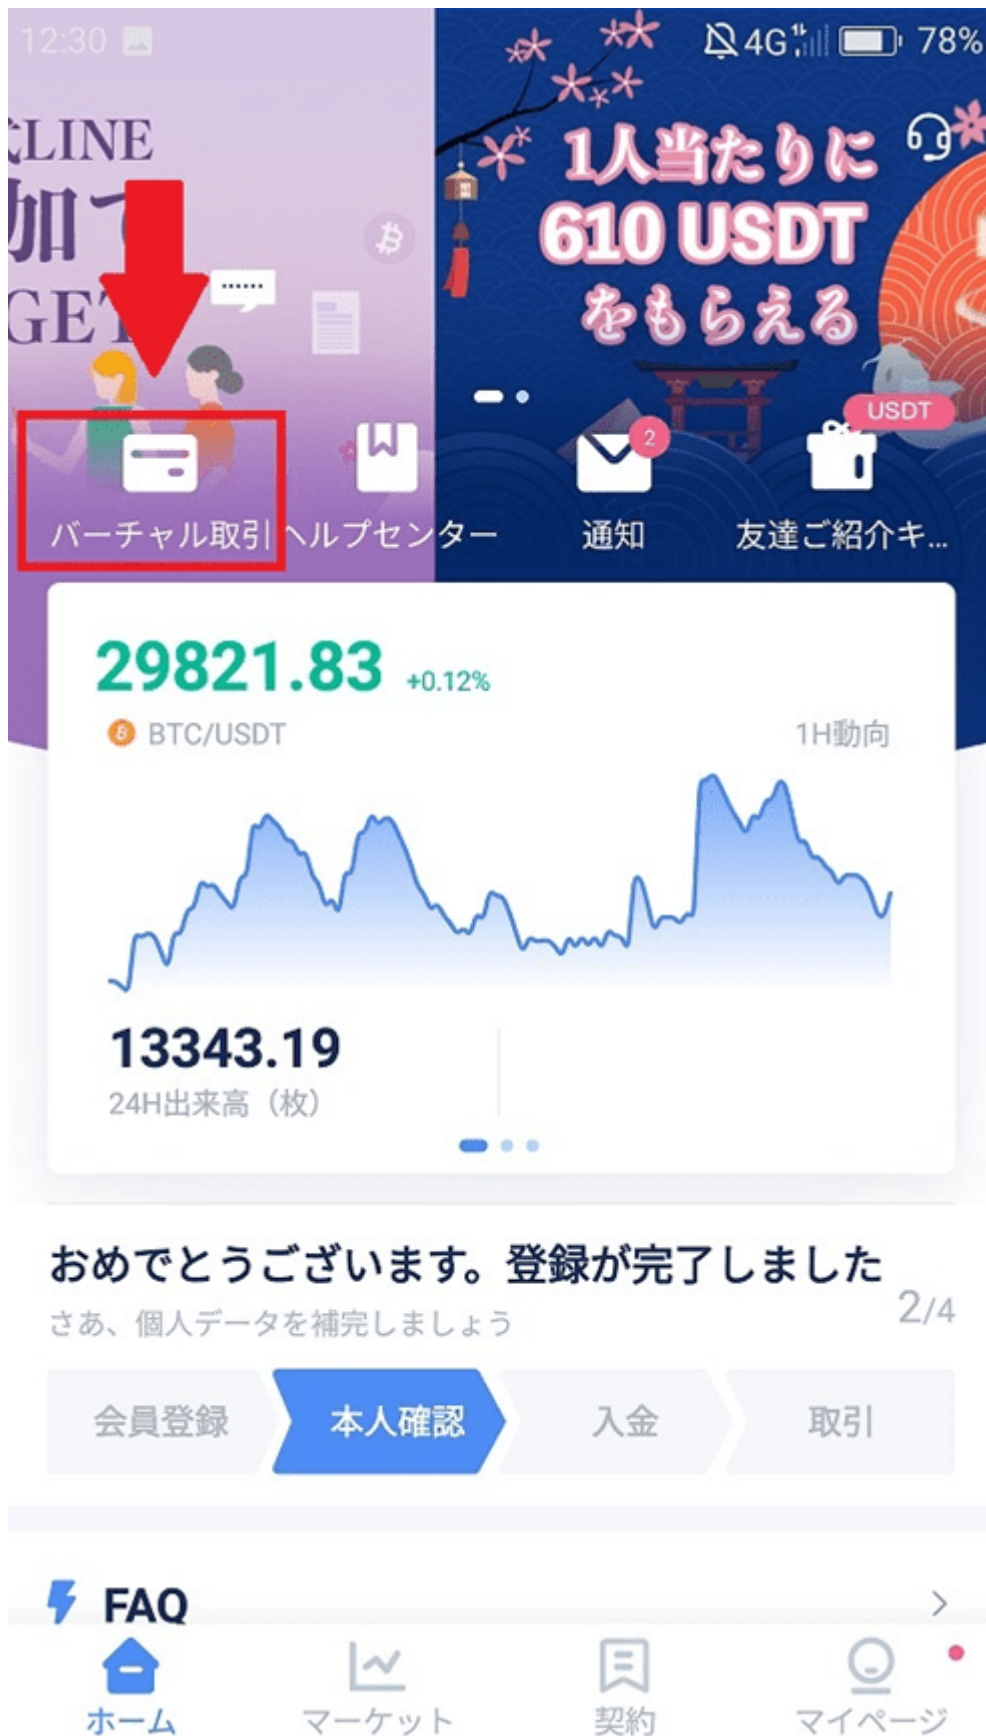 12:30
4G 78%
LINE
加て
GET
1人当たりに
610 USDT
をもらえる
USDT
2
バーチャル取引
ヘルプセンター
通知
友達ご紹介キ...
29821.83 +0.12%
BTC/USDT
1H動向
13343.19
24H出来高（枚）
おめでとうございます。登録が完了しました
さあ、個人データを補完しましょう
2/4
会員登録
本人確認
入金
取引
FAQ
ホーム
マーケット
契約
マイページ